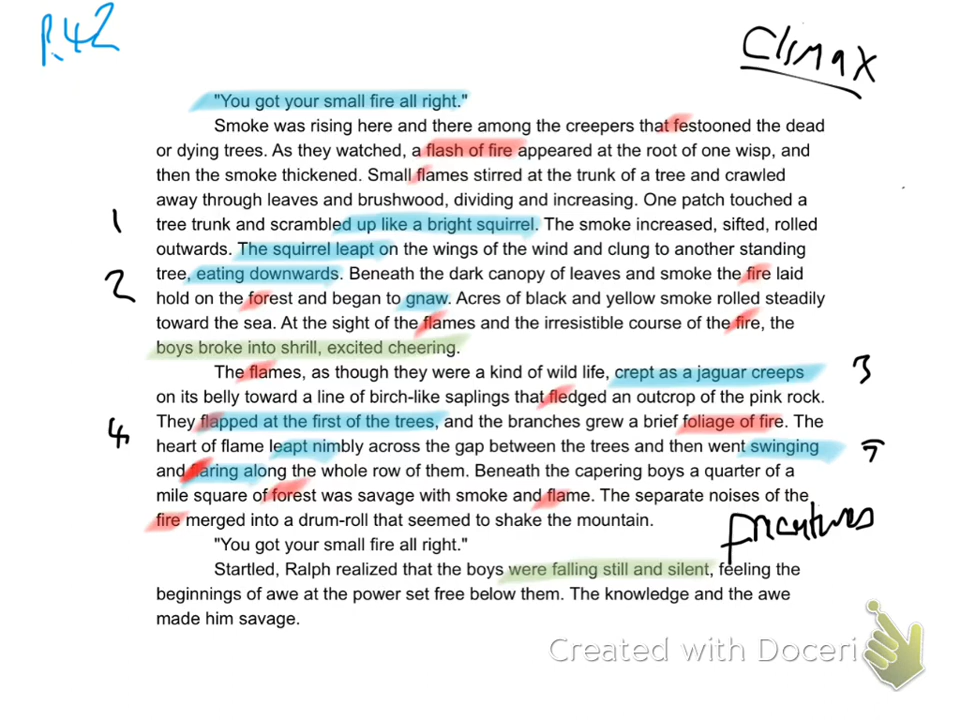 P.42
Climax
"You got your small fire all right."
Smoke was rising here and there among the creepers that festooned the dead
or dying trees. As they watched, a flash of fire appeared at the root of one wisp, and
then the smoke thickened. Small flames stirred at the trunk of a tree and crawled
away through leaves and brushwood, dividing and increasing. One patch touched a
1 tree trunk and scrambled up like a bright squirrel. The smoke increased, sifted, rolled
outwards. The squirrel leapt on the wings of the wind and clung to another standing
2 tree, eating downwards. Beneath the dark canopy of leaves and smoke the fire laid
hold on the forest and began to gnaw. Acres of black and yellow smoke rolled steadily
toward the sea. At the sight of the flames and the irresistible course of the fire, the
boys broke into shrill, excited cheering.
The flames, as though they were a kind of wild life, crept as a jaguar creeps 3
on its belly toward a line of birch-like saplings that fledged an outcrop of the pink rock.
4 They flapped at the first of the trees, and the branches grew a brief foliage of fire. The
heart of flame leapt nimbly across the gap between the trees and then went swinging 5
and flaring along the whole row of them. Beneath the capering boys a quarter of a
mile square of forest was savage with smoke and flame. The separate noises of the
fire merged into a drum-roll that seemed to shake the mountain.
"You got your small fire all right."
Startled, Ralph realized that the boys were falling still and silent, feeling the
beginnings of awe at the power set free below them. The knowledge and the awe
made him savage.
Created with Doceri